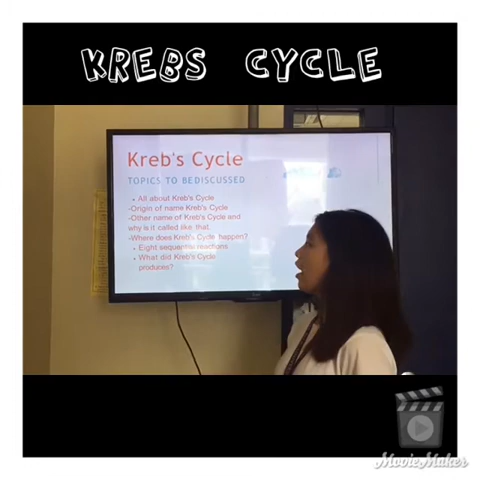 KREBS CYCLE
Kreb's Cycle
TOPICS TO BEDISCUSSED
• All about Kreb's Cycle
-Origin of name Kreb's Cycle
-Other name of Kreb's Cycle and
why is it called like that.
-Where does Kreb's Cycle happen?
• Eight sequential reactions
• What did Kreb's Cycle
produces?
MovieMaker